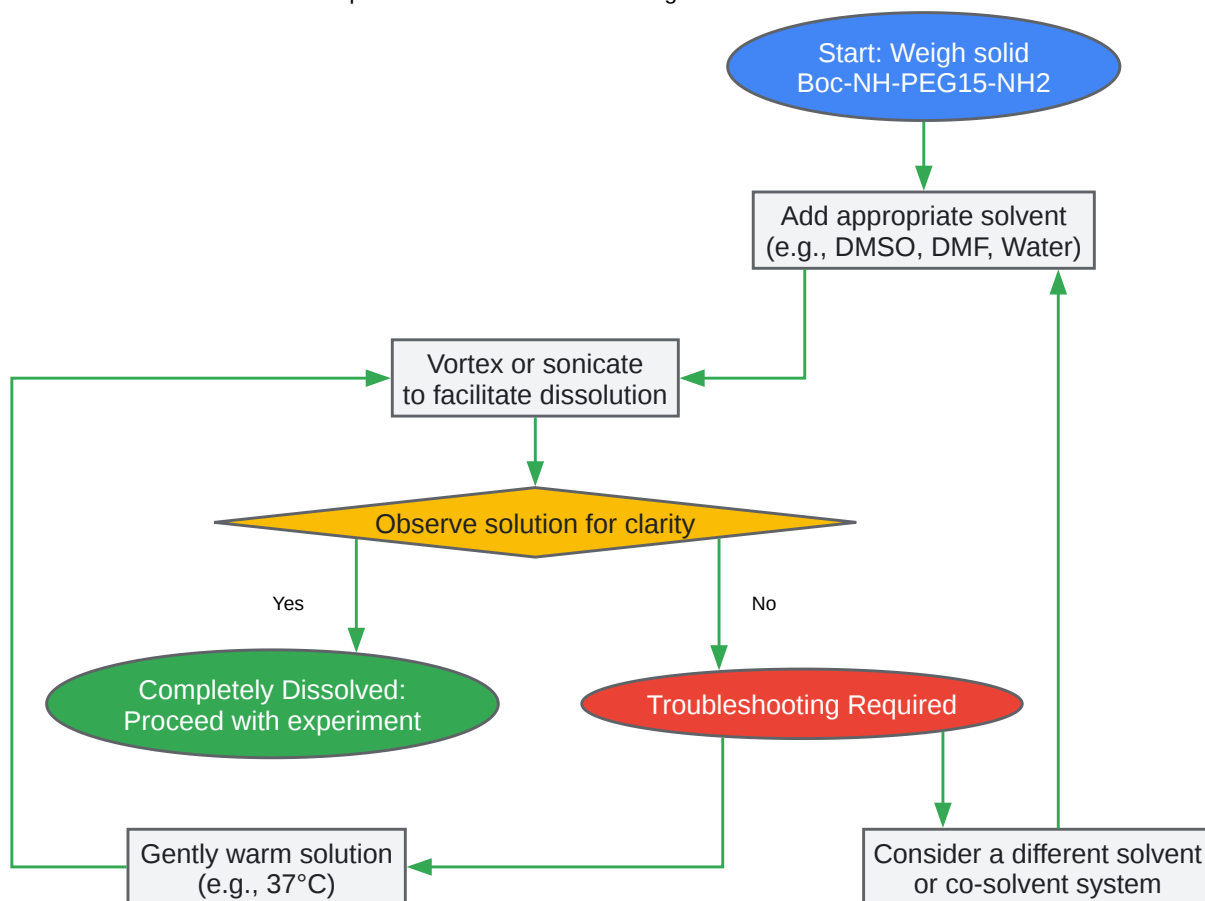 Start: Weigh solid
Boc-NH-PEG15-NH2
Add appropriate solvent
(e.g., DMSO, DMF, Water)
Vortex or sonicate
to facilitate dissolution
Observe solution for clarity
Yes
No
Completely Dissolved:
Proceed with experiment
Troubleshooting Required
Gently warm solution
(e.g., 37°C)
Consider a different solvent
or co-solvent system